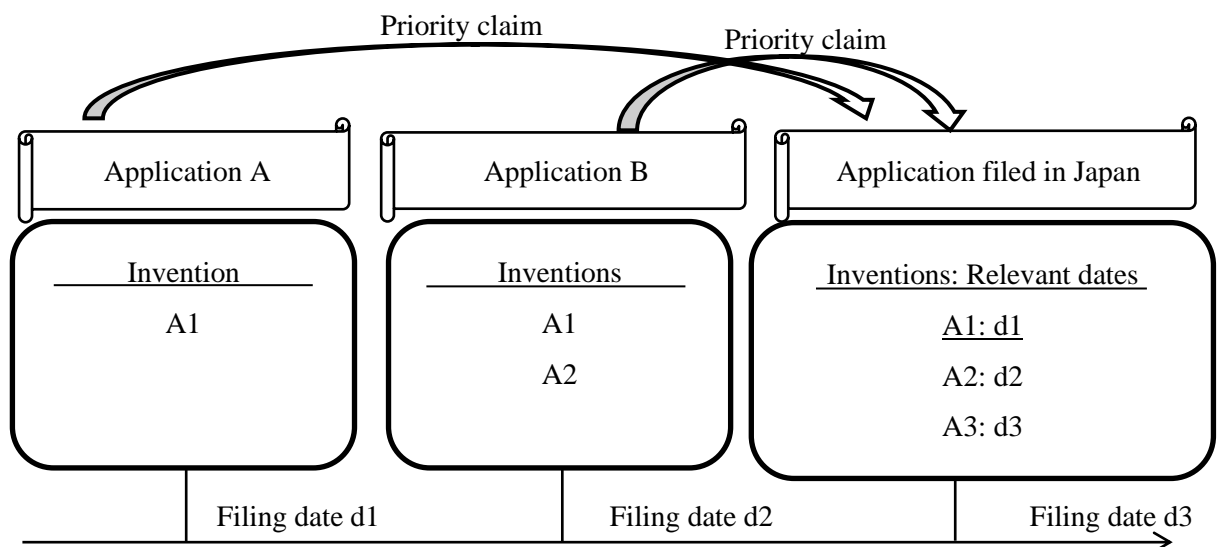 Priority claim
Priority claim
Application A
Application B
Application filed in Japan
Invention
A1
Inventions
A1
A2
Inventions: Relevant dates
A1: d1
A2: d2
A3: d3
Filing date d1
Filing date d2
Filing date d3